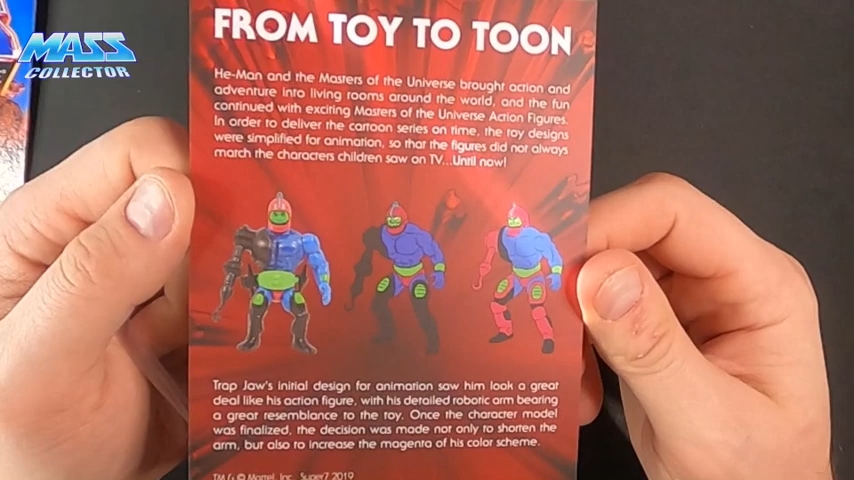 MASS
COLLECTOR
FROM TOY TO TOON
He-Man and the Masters of the Universe brought action and
adventure into living rooms around the world, and the fun
continued with exciting Masters of the Universe Action Figures.
In order to deliver the cartoon series on time, the toy designs
were simplified for animation, so that the figures did not always
match the characters children saw on TV...Until now!
Trap Jaw's initial design for animation saw him look a great
deal like his action figure, with his detailed robotic arm bearing
a great resemblance to the toy. Once the character model
was finalized, the decision was made not only to shorten the
arm, but also to increase the magenta of his color scheme.
TM & © Mattel, Inc. Super7 2019